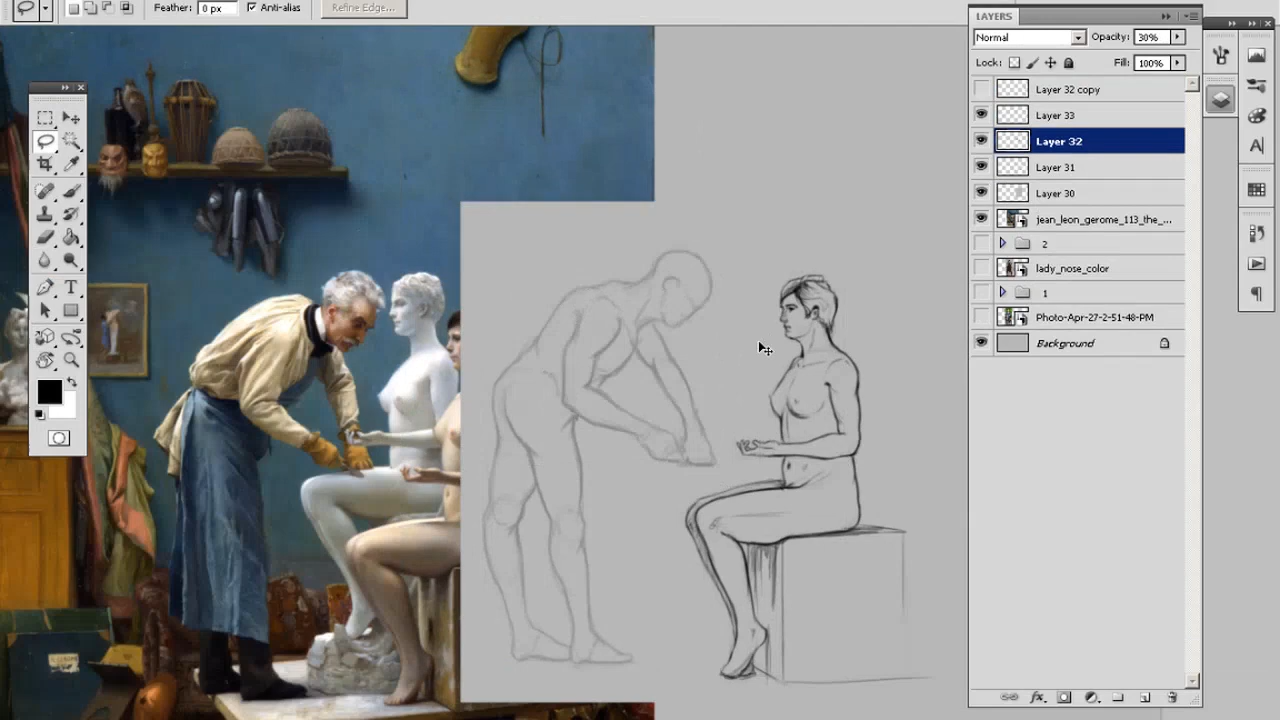 Feather: 0 px Anti-alias Refine Edge...
LAYERS
Normal Opacity: 30%
Lock: Fill: 100%
Layer 32 copy
Layer 33
Layer 32
Layer 31
Layer 30
jean_leon_gerome_113_the_...
2
lady_nose_color
1
Photo-Apr-27-2-51-48-PM
Background